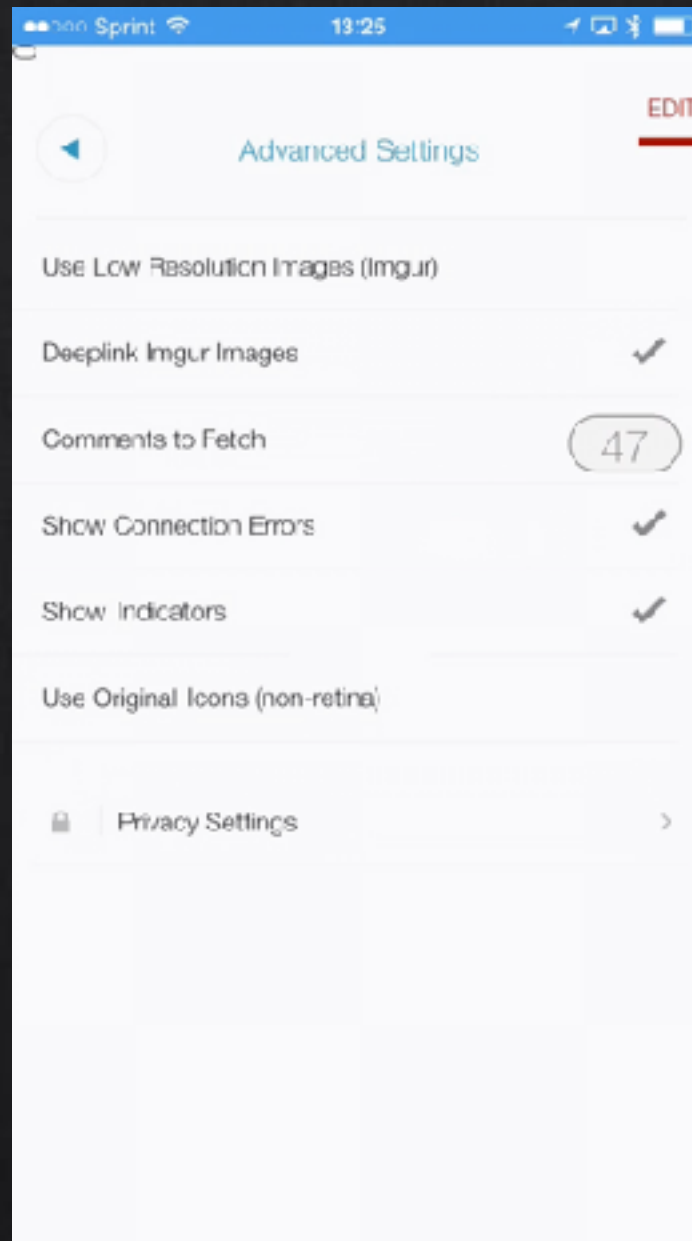 Sprint 13:25
EDIT
Advanced Settings
Use Low Resolution Images (Imgur)
Deeplink Imgur Images
Comments to Fetch 47
Show Connection Errors
Show Indicators
Use Original Icons (non-retina)
Privacy Settings